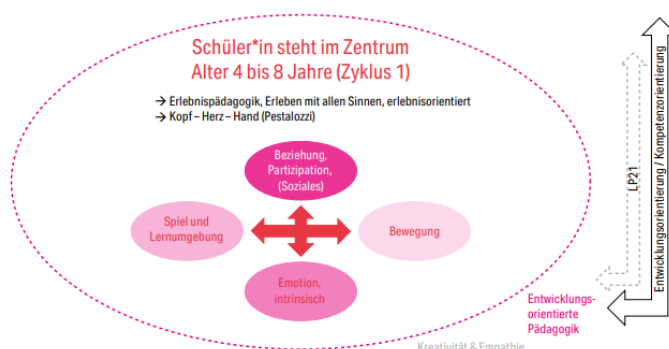 Schüler*in steht im Zentrum
Alter 4 bis 8 Jahre (Zyklus 1)
→ Erlebnispädagogik, Erleben mit allen Sinnen, erlebnisorientiert
→ Kopf – Herz – Hand (Pestalozzi)
Beziehung,
Partizipation,
(Soziales)
Spiel und
Lernumgebung
Bewegung
Emotion,
intrinsisch
LP21
Entwicklungsorientierung / Kompetenzorientierung
Entwicklungs-
orientierte
Pädagogik
Kreativität & Empathie